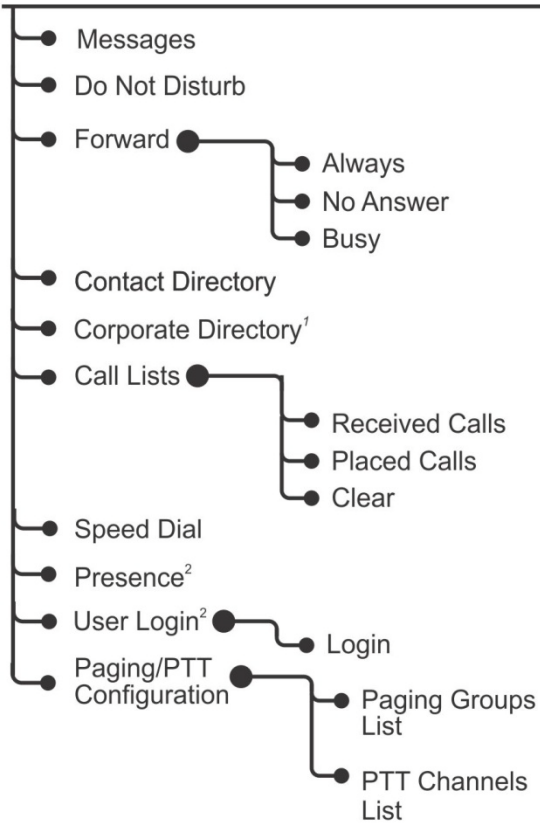 Messages
Do Not Disturb
Forward
Always
No Answer
Busy
Contact Directory
Corporate Directory¹
Call Lists
Received Calls
Placed Calls
Clear
Speed Dial
Presence²
User Login²
Login
Paging/PTT
Configuration
Paging Groups
List
PTT Channels
List